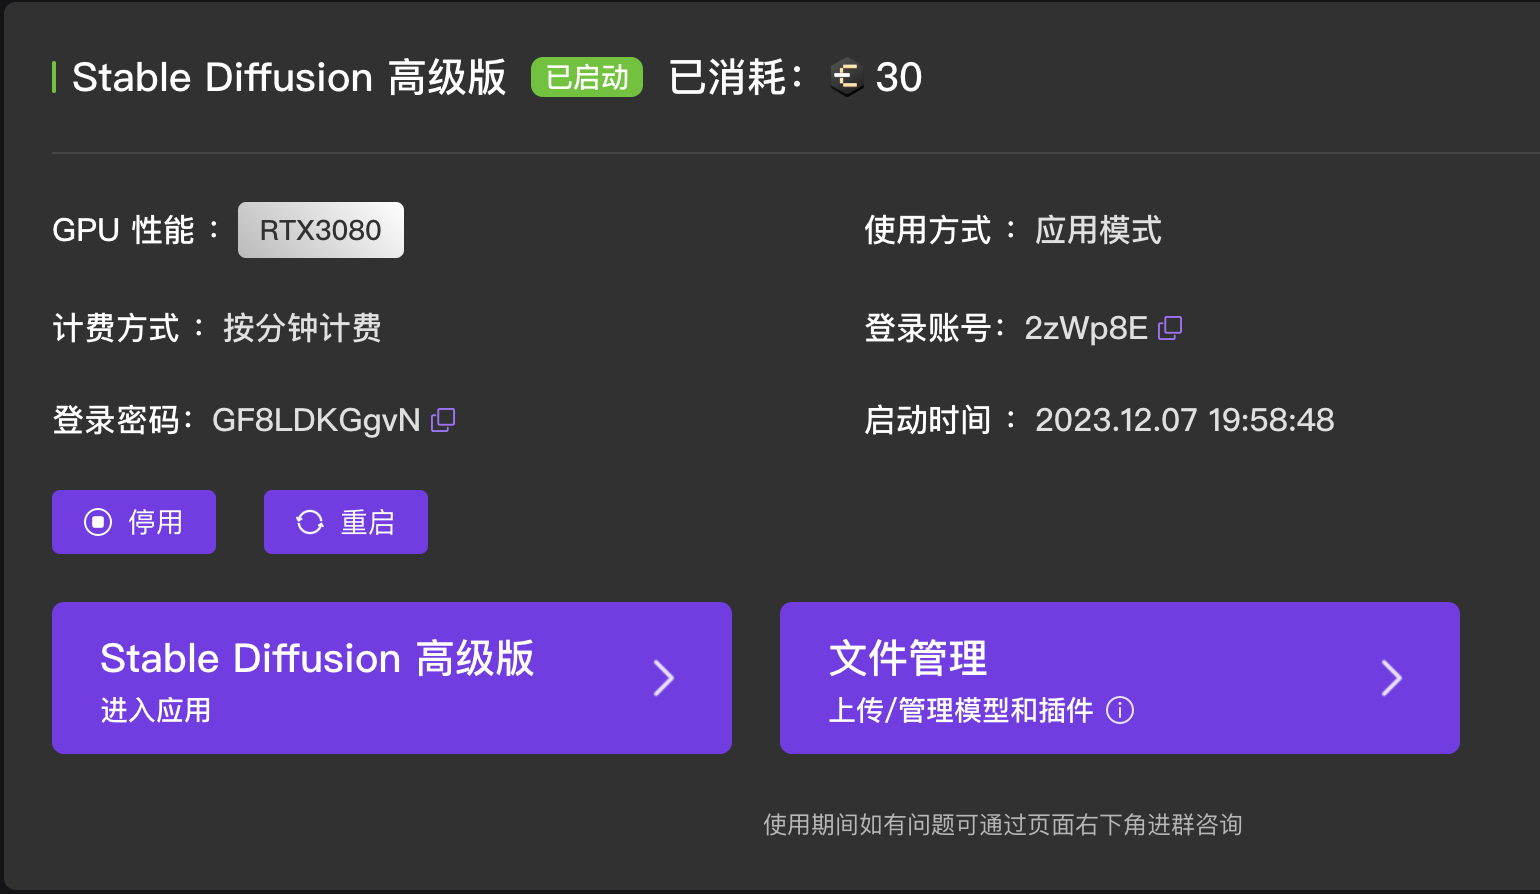 Stable Diffusion 高级版 已启动 已消耗： 30
GPU 性能 ： RTX3080
使用方式 ： 应用模式
计费方式 ： 按分钟计费
登录账号： 2zWp8E
登录密码： GF8LDKGgvN
启动时间 ： 2023.12.07 19:58:48
停用
重启
Stable Diffusion 高级版
进入应用
文件管理
上传/管理模型和插件
使用期间如有问题可通过页面右下角进群咨询